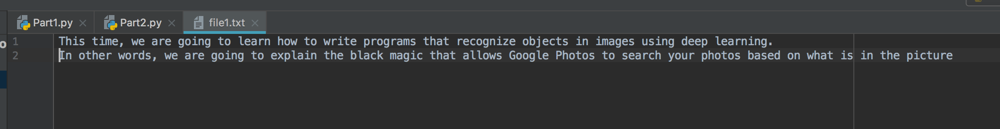 Part1.py Part2.py file1.txt
1 This time, we are going to learn how to write programs that recognize objects in images using deep learning.
2 In other words, we are going to explain the black magic that allows Google Photos to search your photos based on what is in the picture